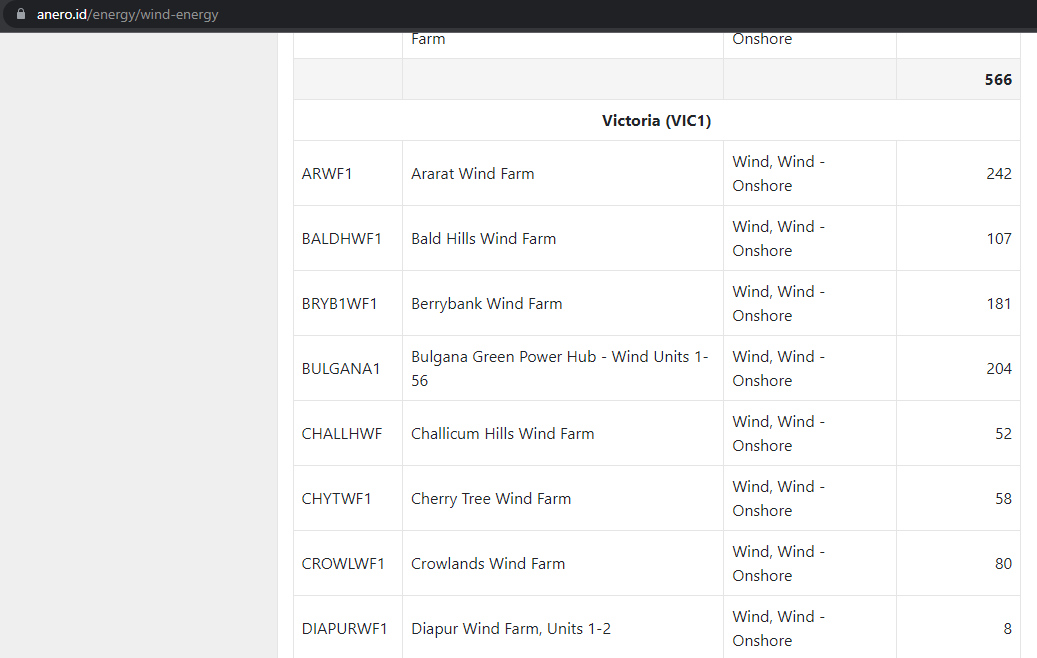 anero.id/energy/wind-energy
Farm
Onshore
566
Victoria (VIC1)
ARWF1
Ararat Wind Farm
Wind, Wind -
Onshore
242
BALDHWF1
Bald Hills Wind Farm
Wind, Wind -
Onshore
107
BRYB1WF1
Berrybank Wind Farm
Wind, Wind -
Onshore
181
BULGANA1
Bulgana Green Power Hub - Wind Units 1-
56
Wind, Wind -
Onshore
204
CHALLHWF
Challicum Hills Wind Farm
Wind, Wind -
Onshore
52
CHYTWF1
Cherry Tree Wind Farm
Wind, Wind -
Onshore
58
CROWLWF1
Crowlands Wind Farm
Wind, Wind -
Onshore
80
DIAPURWF1
Diapur Wind Farm, Units 1-2
Wind, Wind -
Onshore
8